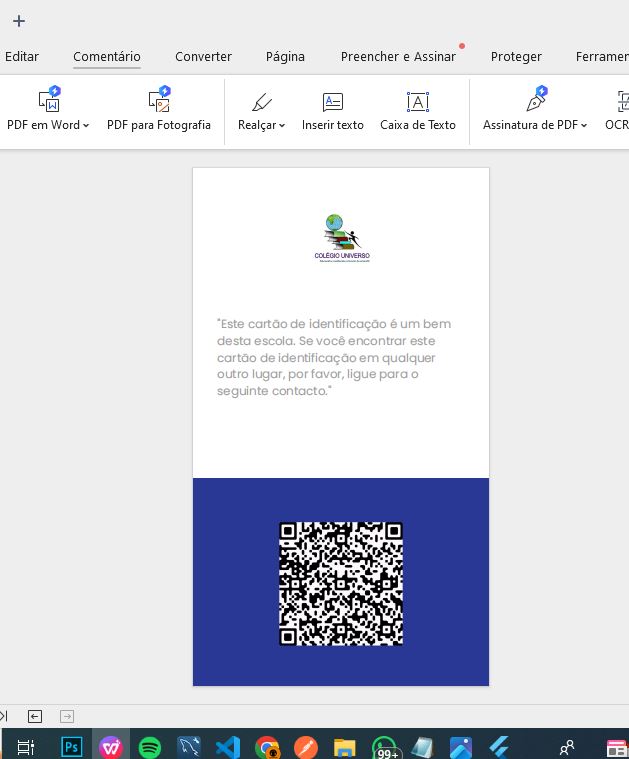 Editar Comentário Converter Página Preencher e Assinar Proteger
PDF em Word PDF para Fotografia Realçar Inserir texto Caixa de Texto Assinatura de PDF OCR
COLÉGIO UNIVERSO
"Este cartão de identificação é um bem
desta escola. Se você encontrar este
cartão de identificação em qualquer
outro lugar, por favor, ligue para o
seguinte contacto."
Ps 99+